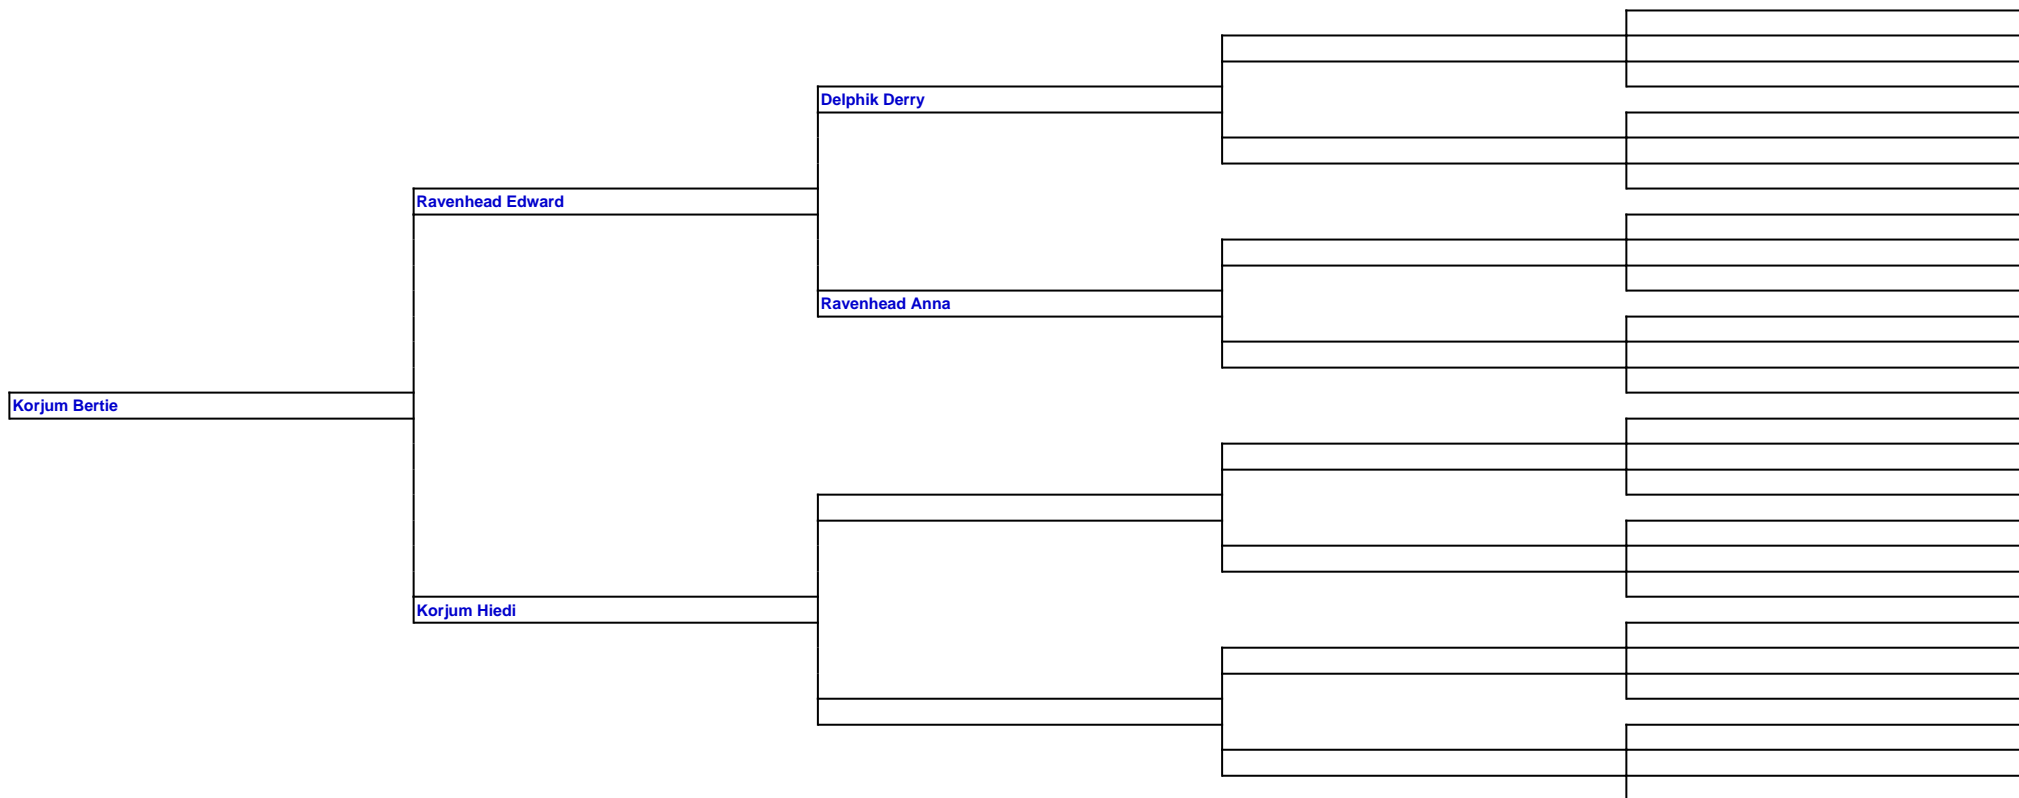 Delphik Derry
Ravenhead Edward
Ravenhead Anna
Korjum Bertie
Korjum Hiedi